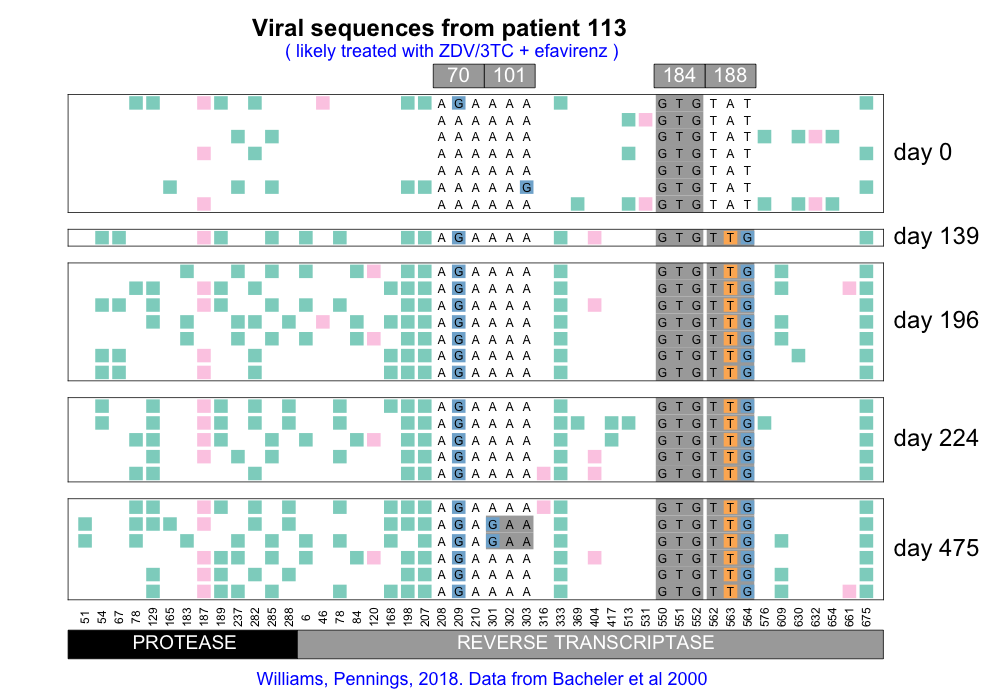 Viral sequences from patient 113
( likely treated with ZDV/3TC + efavirenz )
70 101 184 188
A G A A A A G T G T A T
A A A A A A G T G T A T
A A A A A A G T G T A T
A A A A A A G T G T A T
A A A A A A G T G T A T
A A A A A G G T G T A T
A A A A A A G T G T A T
day 0
A G A A A A G T G T T G
day 139
A G A A A A G T G T T G
A G A A A A G T G T T G
A G A A A A G T G T T G
A G A A A A G T G T T G
A G A A A A G T G T T G
A G A A A A G T G T T G
A G A A A A G T G T T G
day 196
A G A A A A G T G T T G
A G A A A A G T G T T G
A G A A A A G T G T T G
A G A A A A G T G T T G
A G A A A A G T G T T G
day 224
A G A A A A G T G T T G
A G A G A A G T G T T G
A G A G A A G T G T T G
A G A A A A G T G T T G
A G A A A A G T G T T G
A G A A A A G T G T T G
day 475
51 54 67 78 129 165 183 187 189 237 282 285 288 6 46 78 84 120 168 198 207 208 209 210 301 302 303 316 333 369 404 417 513 531 550 551 552 562 563 564 576 609 632 654 661 675
PROTEASE REVERSE TRANSCRIPTASE
Williams, Pennings, 2018. Data from Bacheler et al 2000